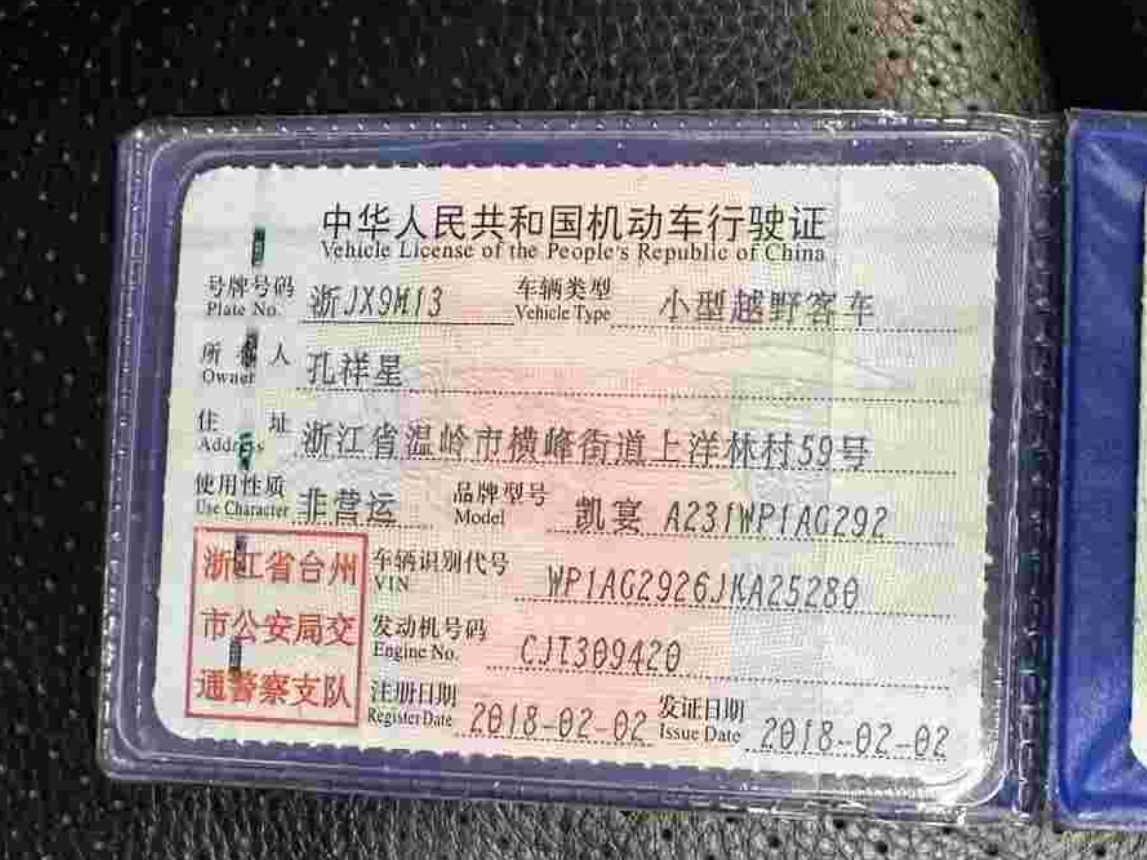 中华人民共和国机动车行驶证
Vehicle License of the People's Republic of China
号牌号码 浙JX9M13 车辆类型 小型越野客车
Plate No. Vehicle Type
所有人 孔祥星
Owner
住址 浙江省温岭市横峰街道上洋林村59号
Address
使用性质 非营运 品牌型号 凯宴 A231WP1AG292
Use Character Model
浙江省台州
市公安局交
通警察支队
车辆识别代号 WP1AG2926JKA25280
VIN
发动机号码 CJT309420
Engine No.
注册日期 2018-02-02 发证日期 2018-02-02
Register Date Issue Date